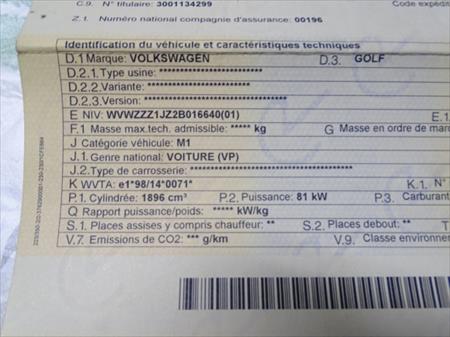 C.9. N° titulaire: 3001134299
Code expédit
Z.1. Numéro national compagnie d'assurance: 00196
Identification du véhicule et caractéristiques techniques
D.1 Marque: VOLKSWAGEN D.3. GOLF
D.2.1. Type usine: **************************
D.2.2. Variante: **************************
D.2.3. Version: **************************
E NIV: WVWZZZ1JZ2B016640(01) E.1
F.1 Masse max.tech. admissible: ***** kg G Masse en ordre de mar
J Catégorie véhicule: M1
J.1. Genre national: VOITURE (VP)
J.2. Type de carrosserie: **************************
K WVTA: e1*98/14*0071* K.1 N°
P.1. Cylindrée: 1896 cm³ P.2. Puissance: 81 kW P.3. Carburant
Q Rapport puissance/poids: ***** kW/kg
S.1. Places assises y compris chauffeur: ** S.2. Places debout: ** T
V.7. Emissions de CO2: *** g/km V.9. Classe environnem